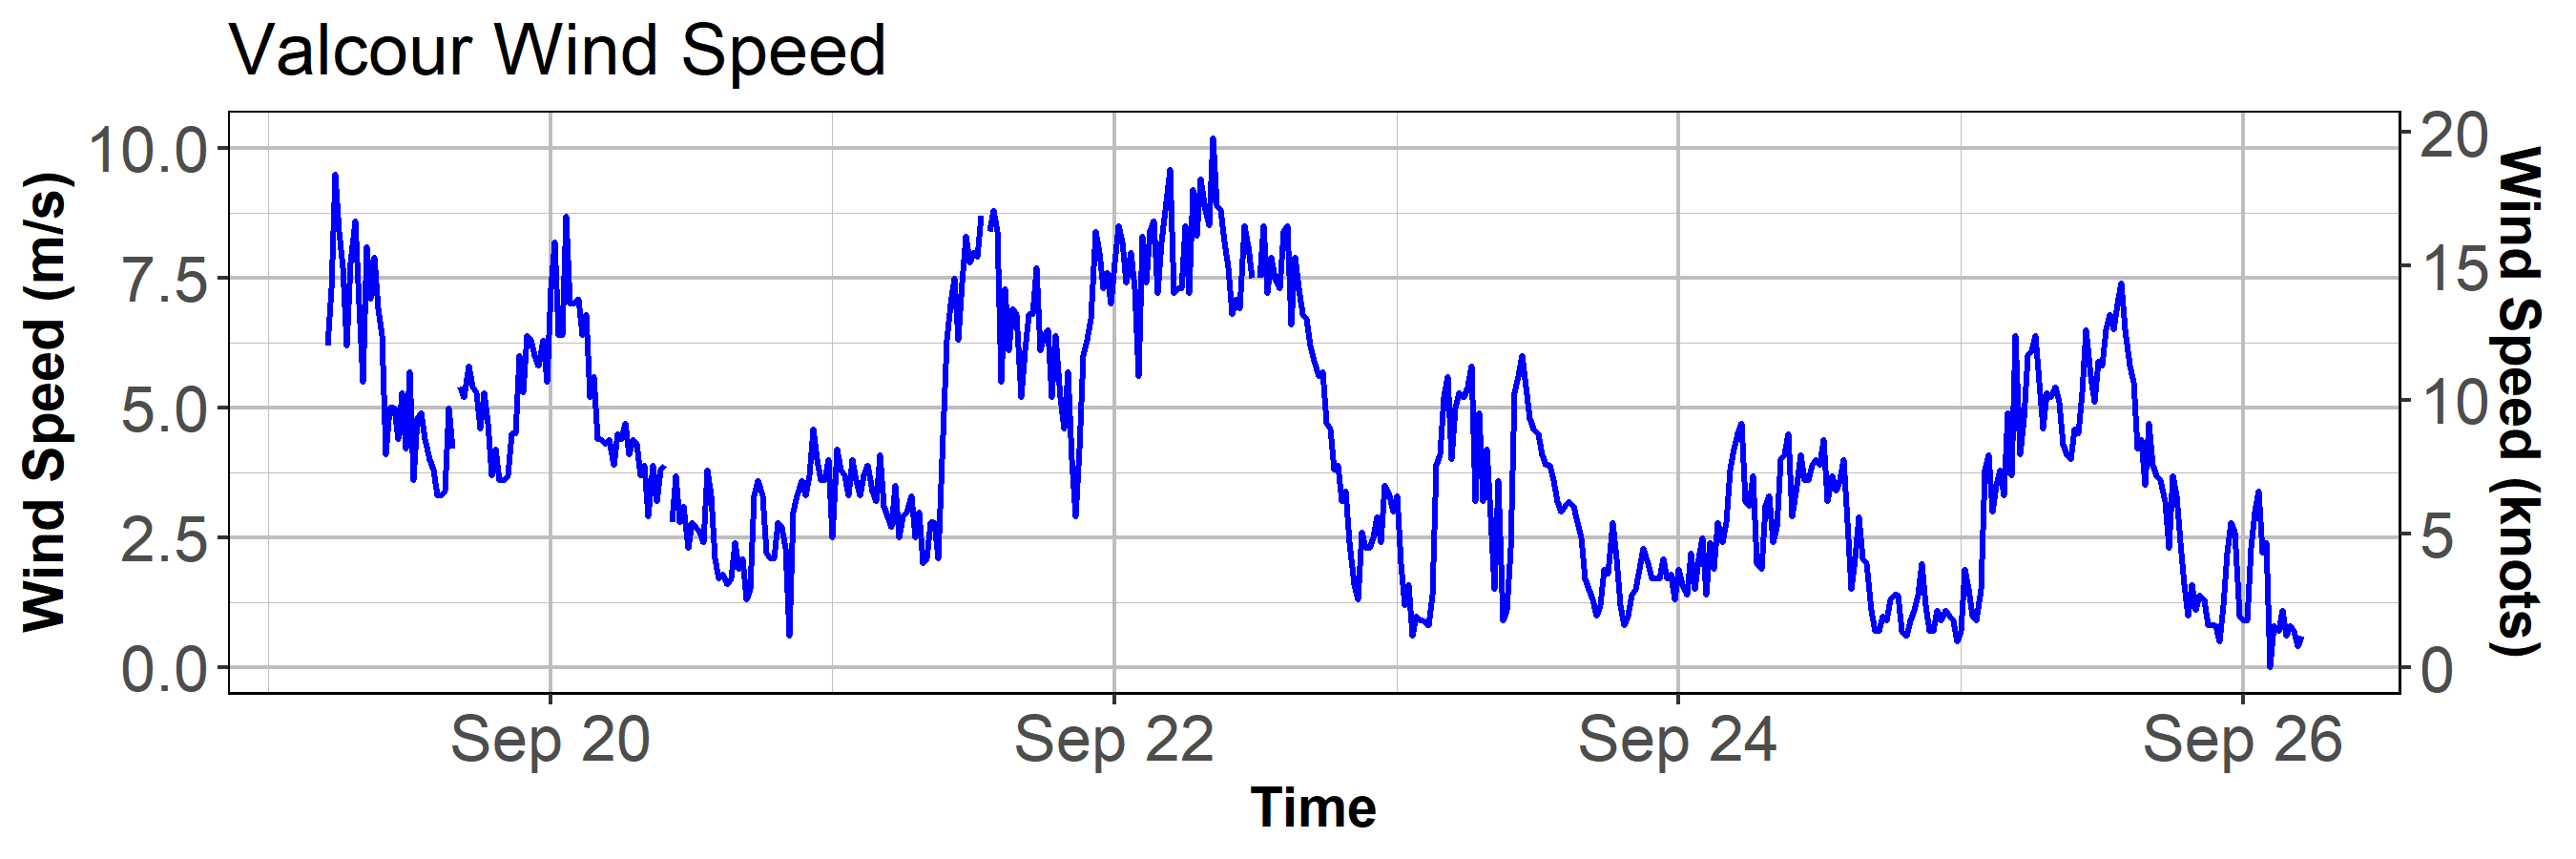 Valcour Wind Speed
Wind Speed (m/s)
10.0
7.5
5.0
2.5
0.0
20
15
10
5
0
Wind Speed (knots)
Sep 20
Sep 22
Sep 24
Sep 26
Time